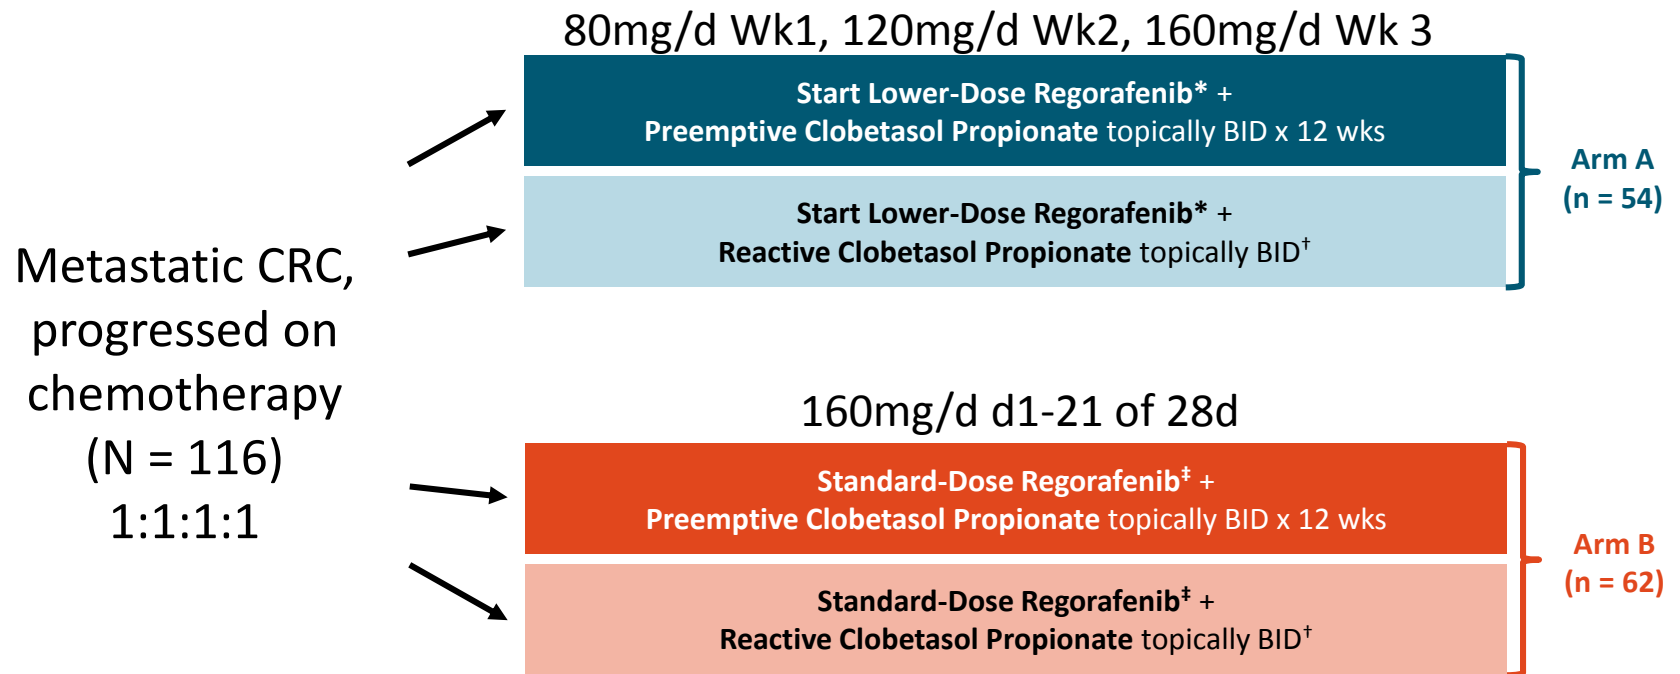 80mg/d Wk1, 120mg/d Wk2, 160mg/d Wk 3
Start Lower-Dose Regorafenib* +
Preemptive Clobetasol Propionate topically BID x 12 wks
Start Lower-Dose Regorafenib* +
Reactive Clobetasol Propionate topically BID†
Arm A
(n = 54)
Metastatic CRC,
progressed on
chemotherapy
(N = 116)
1:1:1:1
160mg/d d1-21 of 28d
Standard-Dose Regorafenib‡ +
Preemptive Clobetasol Propionate topically BID x 12 wks
Standard-Dose Regorafenib‡ +
Reactive Clobetasol Propionate topically BID†
Arm B
(n = 62)